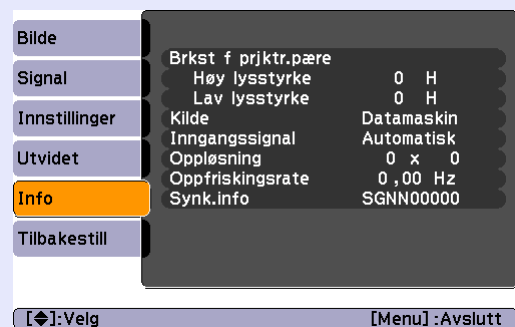 Bilde
Signal
Innstillinger
Utvidet
Info
Tilbakestill
Brkst f prjktr.pære
Høy lysstyrke 0 H
Lav lysstyrke 0 H
Kilde Datamaskin
Inngangssignal Automatisk
Oppløsning 0 x 0
Oppfriskingsrate 0,00 Hz
Synk.info SGNN00000
[◆]:Velg [Menu]:Avslutt